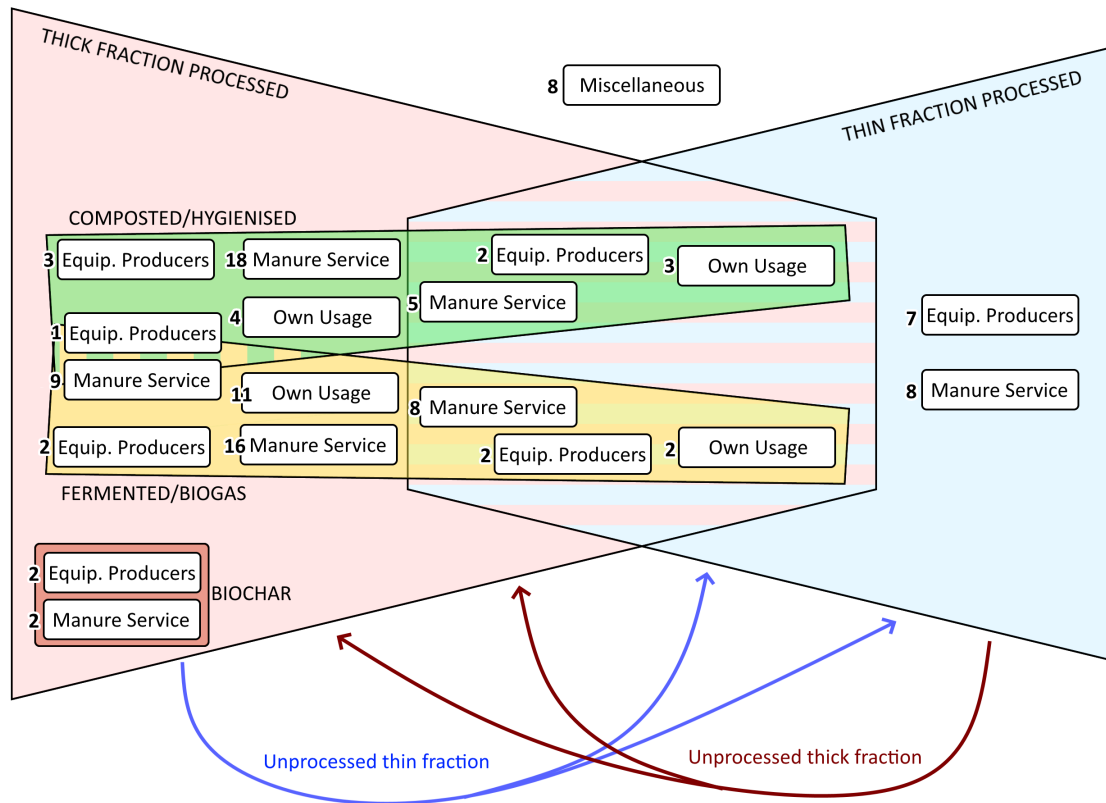 THICK FRACTION PROCESSED
8 Miscellaneous
THIN FRACTION PROCESSED
COMPOSTED/HYGIENISED
3 Equip. Producers
18 Manure Service
2 Equip. Producers
3 Own Usage
5 Manure Service
4 Own Usage
1 Equip. Producers
7 Equip. Producers
9 Manure Service
11 Own Usage
8 Manure Service
8 Manure Service
2 Equip. Producers
16 Manure Service
2 Equip. Producers
2 Own Usage
FERMENTED/BIOGAS
2 Equip. Producers
BIOCHAR
2 Manure Service
Unprocessed thin fraction
Unprocessed thick fraction